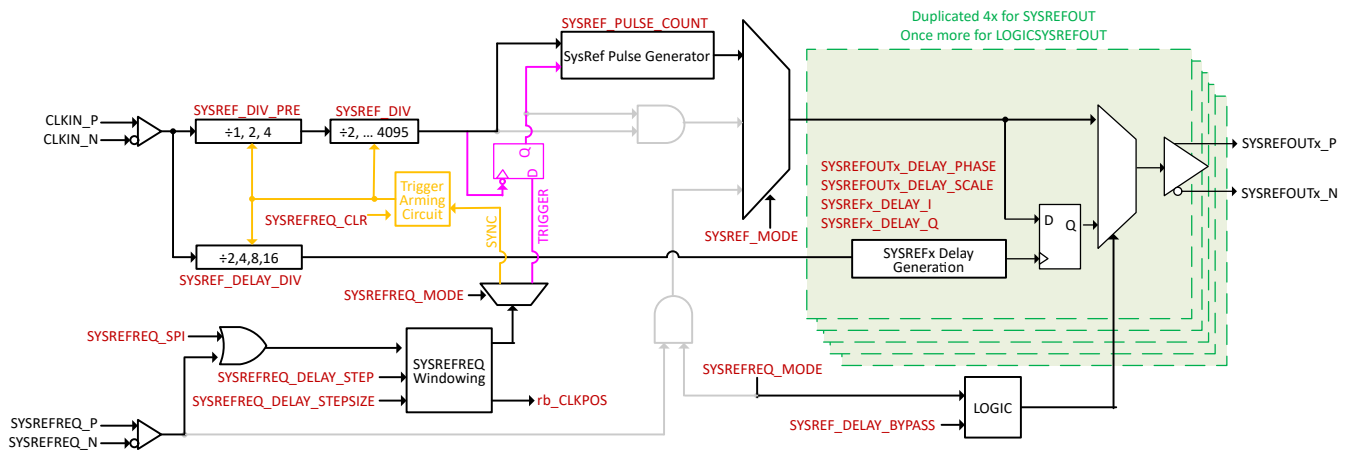 Duplicated 4x for SYSREFOUT
Once more for LOGICSYSREFOUT
SYSREF_PULSE_COUNT
SysRef Pulse Generator
CLKIN_P
CLKIN_N
SYSREF_DIV_PRE
÷1, 2, 4
SYSREF_DIV
÷2, ... 4095
Q
D
TRIGGER
SYNC
Trigger
Arming
Circuit
SYSREFREQ_CLR
÷2,4,8,16
SYSREF_DELAY_DIV
SYSREF_MODE
SYSREFOUTx_DELAY_PHASE
SYSREFOUTx_DELAY_SCALE
SYSREFx_DELAY_I
SYSREFx_DELAY_Q
SYSREFx Delay
Generation
D
Q
SYSREFOUTx_P
SYSREFOUTx_N
SYSREFREQ_MODE
SYSREFREQ_SPI
SYSREFREQ
Windowing
SYSREFREQ_DELAY_STEP
SYSREFREQ_DELAY_STEPSIZE
rb_CLKPOS
SYSREFREQ_P
SYSREFREQ_N
SYSREFREQ_MODE
LOGIC
SYSREF_DELAY_BYPASS